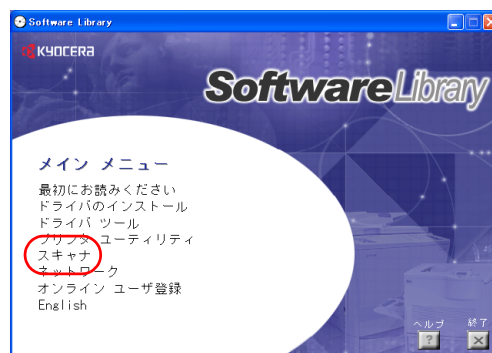 Software Library
KYOCERA
SoftwareLibrary
メイン メニュー
最初にお読みください
ドライバのインストール
ドライバ ツール
プリンタ ユーティリティ
スキャナ
ネットワーク
オンライン ユーザ登録
English
ヘルプ 終了
?